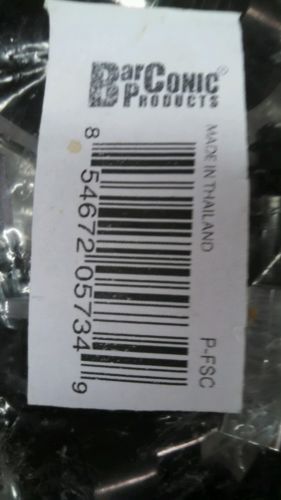 BarConic®
Products
MADE IN THAILAND
P-FSC
8 54672 05734 9